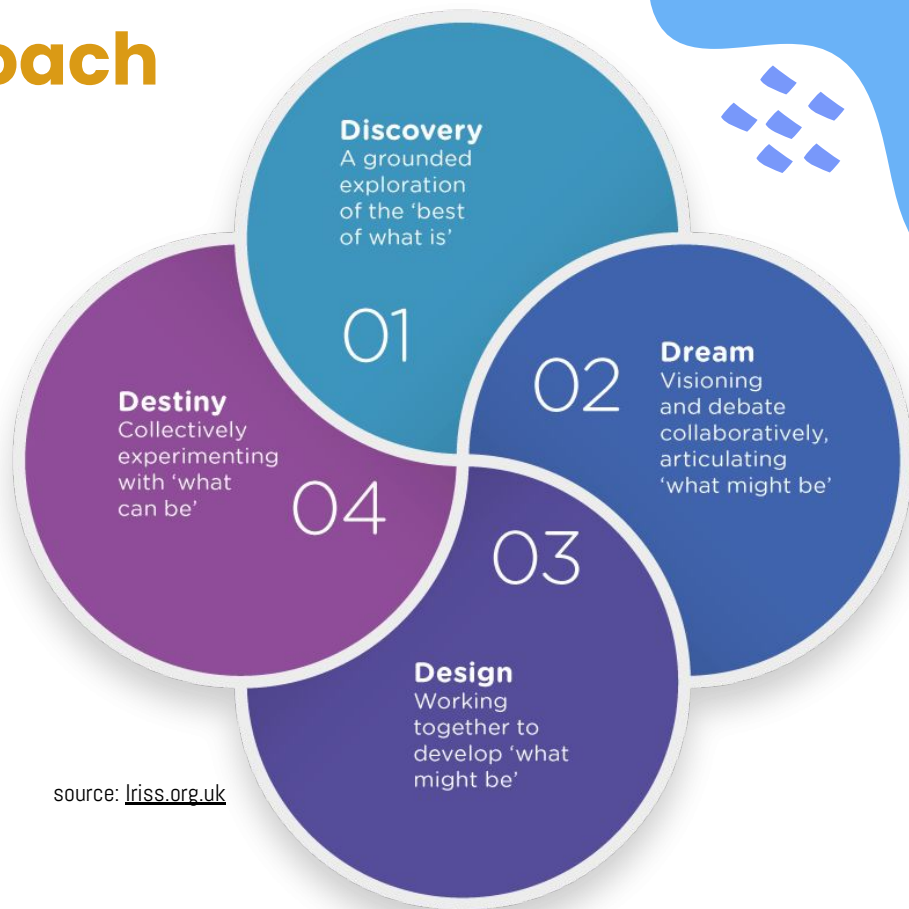 oach
Discovery
A grounded
exploration
of the ‘best
of what is’
01
02
Dream
Visioning
and debate
collaboratively,
articulating
‘what might be’
03
Design
Working
together to
develop ‘what
might be’
Destiny
Collectively
experimenting
with ‘what
can be’
04
source: Iriss.org.uk